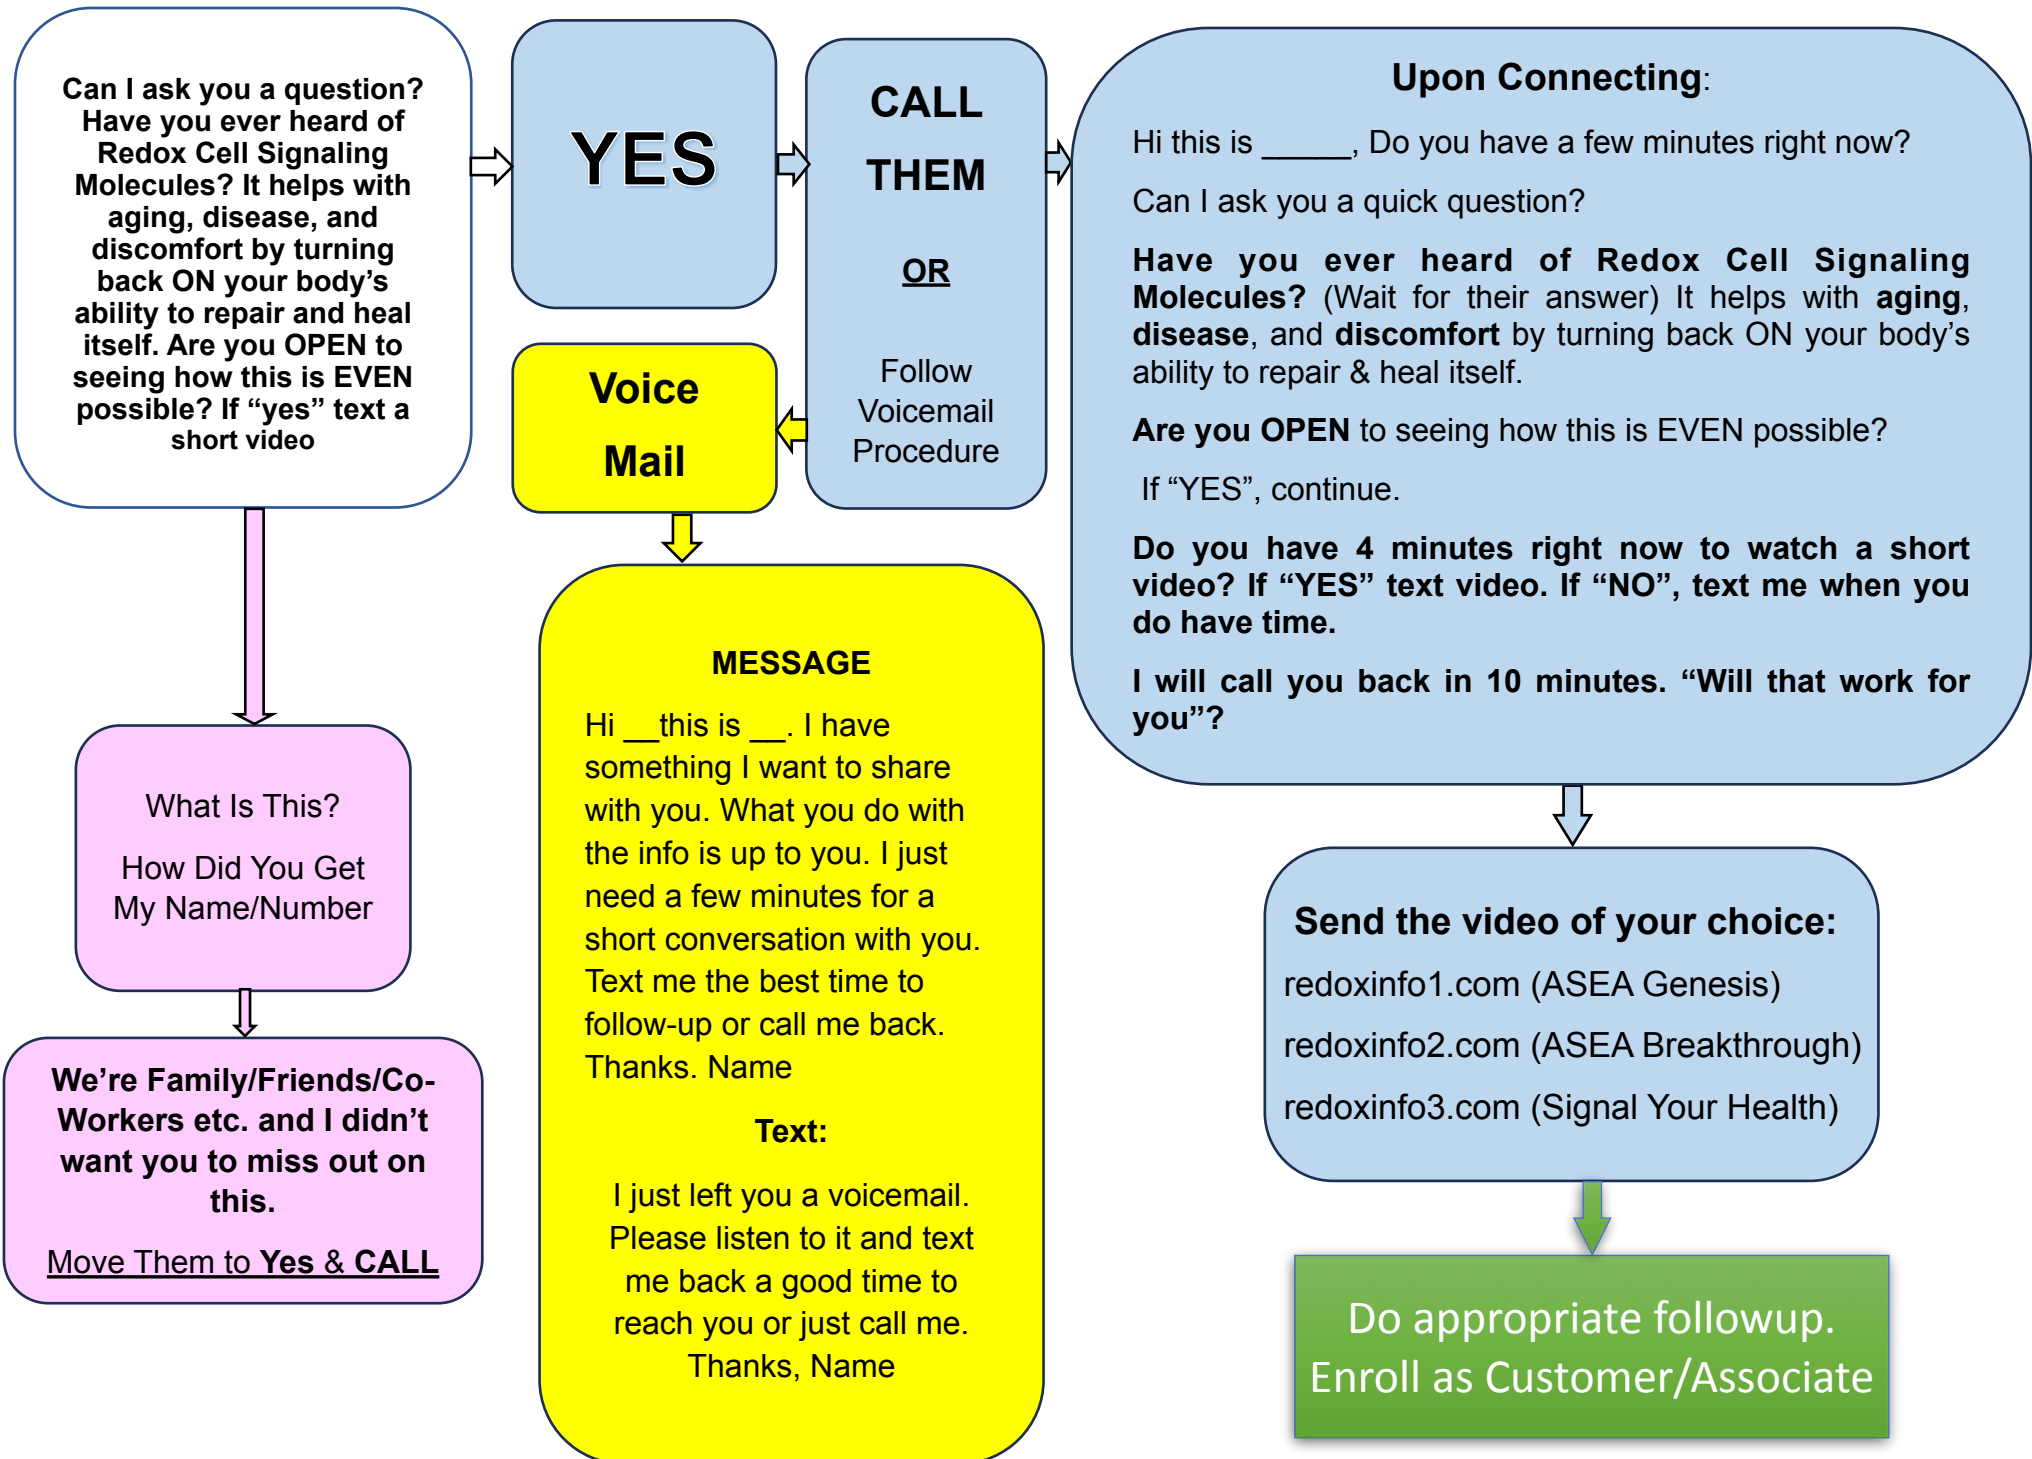 Can I ask you a question?
Have you ever heard of
Redox Cell Signaling
Molecules? It helps with
aging, disease, and
discomfort by turning
back ON your body’s
ability to repair and heal
itself. Are you OPEN to
seeing how this is EVEN
possible? If “yes” text a
short video
YES
CALL
THEM
OR
Follow
Voicemail
Procedure
Upon Connecting:
Hi this is _____, Do you have a few minutes right now?
Can I ask you a quick question?
Have you ever heard of Redox Cell Signaling
Molecules? (Wait for their answer) It helps with aging,
disease, and discomfort by turning back ON your body’s
ability to repair & heal itself.
Are you OPEN to seeing how this is EVEN possible?
If “YES”, continue.
Do you have 4 minutes right now to watch a short
video? If “YES” text video. If “NO”, text me when you
do have time.
I will call you back in 10 minutes. “Will that work for
you”?
Voice
Mail
MESSAGE
Hi __this is __. I have
something I want to share
with you. What you do with
the info is up to you. I just
need a few minutes for a
short conversation with you.
Text me the best time to
follow-up or call me back.
Thanks. Name
Text:
I just left you a voicemail.
Please listen to it and text
me back a good time to
reach you or just call me.
Thanks, Name
What Is This?
How Did You Get
My Name/Number
We’re Family/Friends/Co-
Workers etc. and I didn’t
want you to miss out on
this.
Move Them to Yes & CALL
Send the video of your choice:
redoxinfo1.com (ASEA Genesis)
redoxinfo2.com (ASEA Breakthrough)
redoxinfo3.com (Signal Your Health)
Do appropriate followup.
Enroll as Customer/Associate